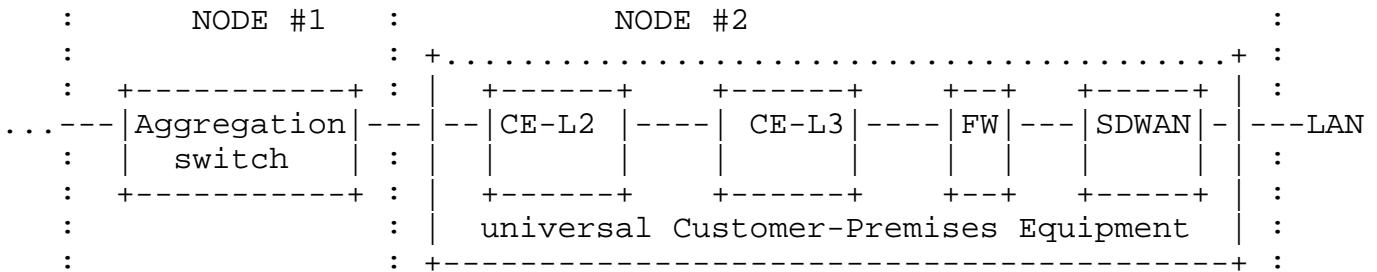 :      NODE #1   :              NODE #2                          :
:                : +.........................................+ :
:  +-----------+ : |  +------+    +------+    +--+   +-----+ | :
...---|Aggregation|---|--|CE-L2 |----| CE-L3|----|FW|---|SDWAN|-|---LAN
:  |  switch   | : |  |      |    |      |    |  |   |     | | :
:  +-----------+ : |  +------+    +------+    +--+   +-----+ | :
:                : |  universal Customer-Premises Equipment  | :
:                : +-----------------------------------------+ :